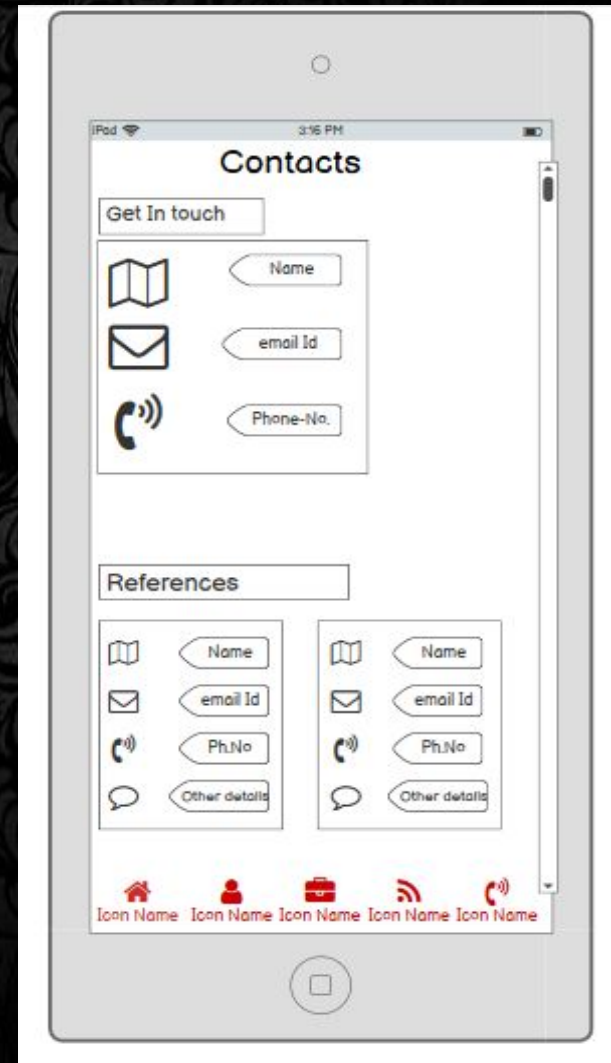 iPod 3:16 PM
Contacts
Get In touch
Name
email Id
Phone-No.
References
Name Name
email Id email Id
Ph.No Ph.No
Other details Other details
Icon Name Icon Name Icon Name Icon Name Icon Name